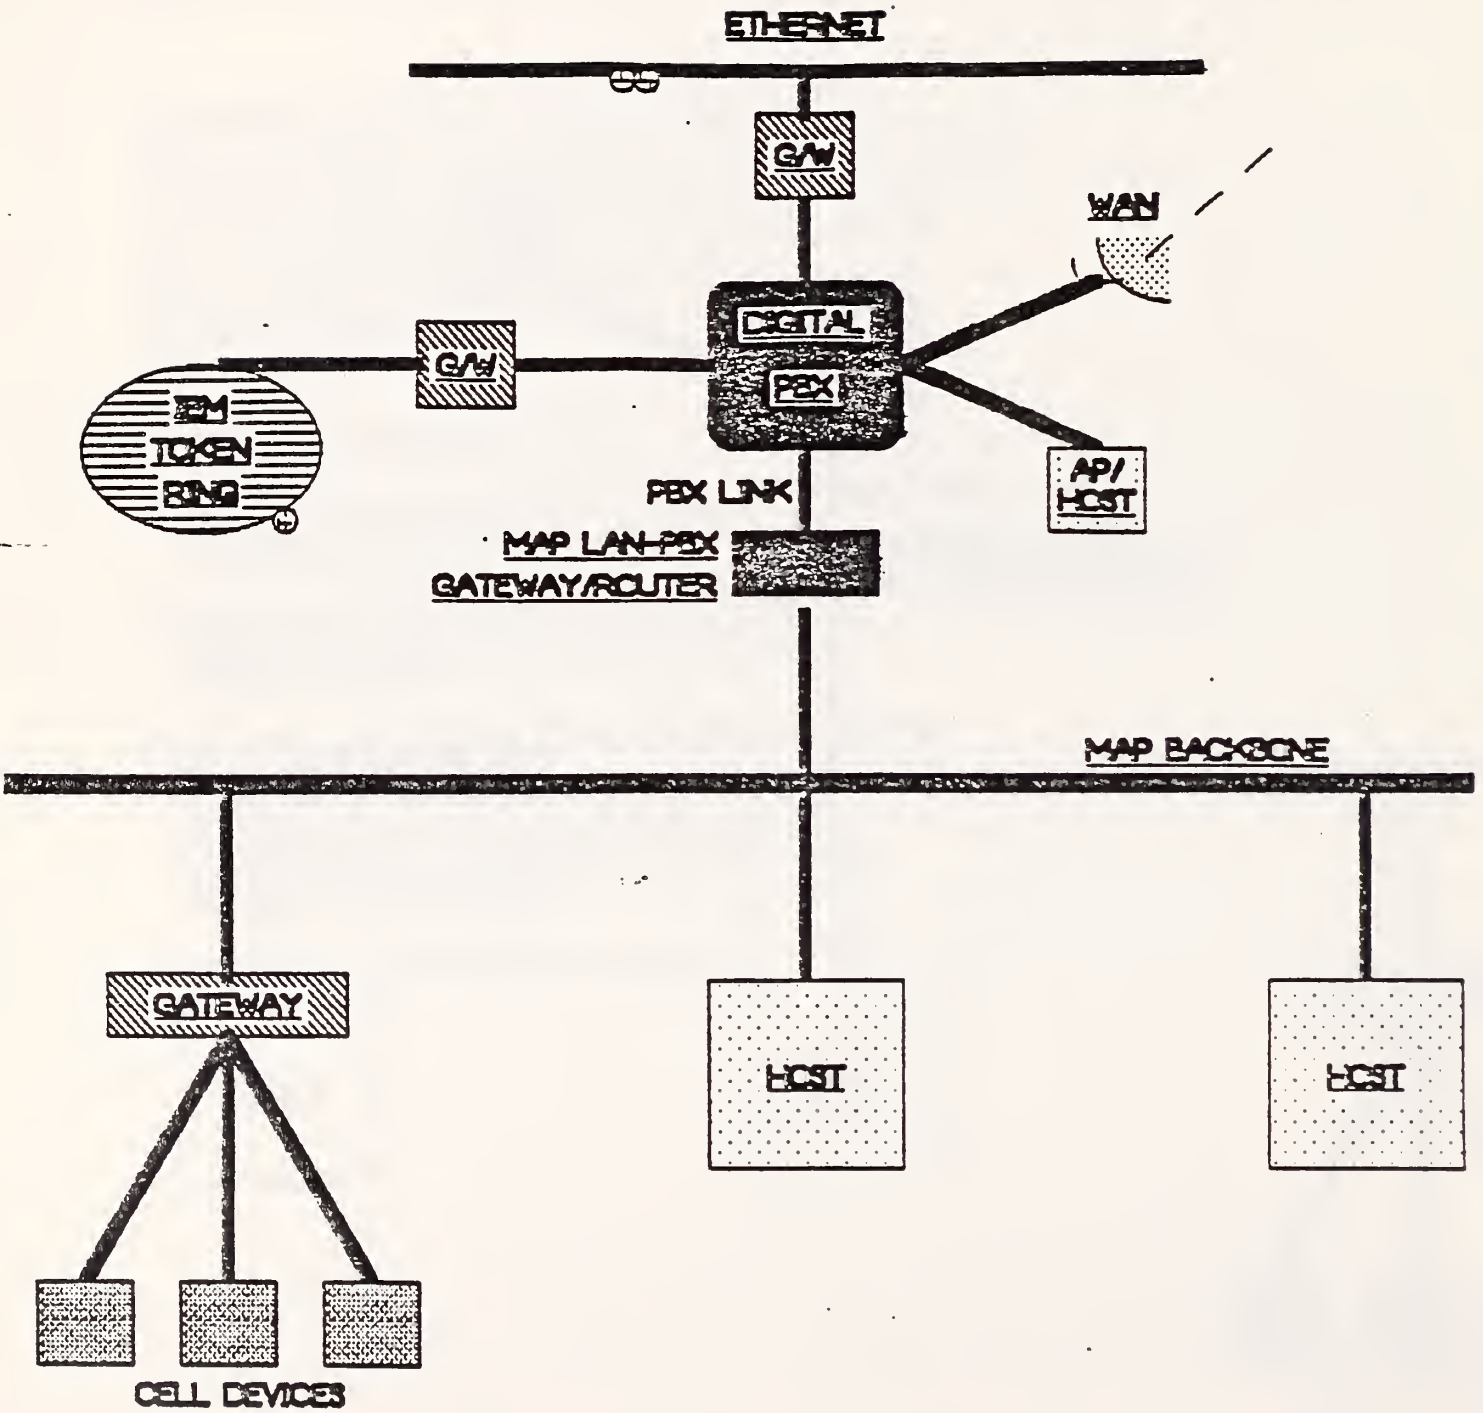 ETHERNET
G/W
WAN
DIGITAL
PBX
G/W
IBM
TOKEN
RING
AP/
HOST
PBX LINK
MAP LAN-PBX
GATEWAY/ROUTER
MAP BACKBONE
GATEWAY
HOST
HOST
CELL DEVICES